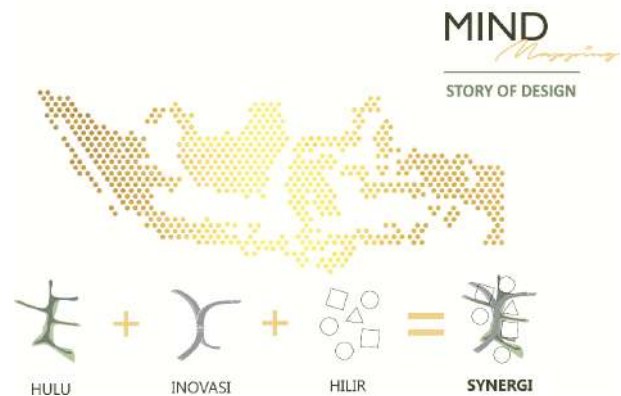 MIND
Mapping
STORY OF DESIGN
HULU
INOVASI
HILIR
SYNERGI